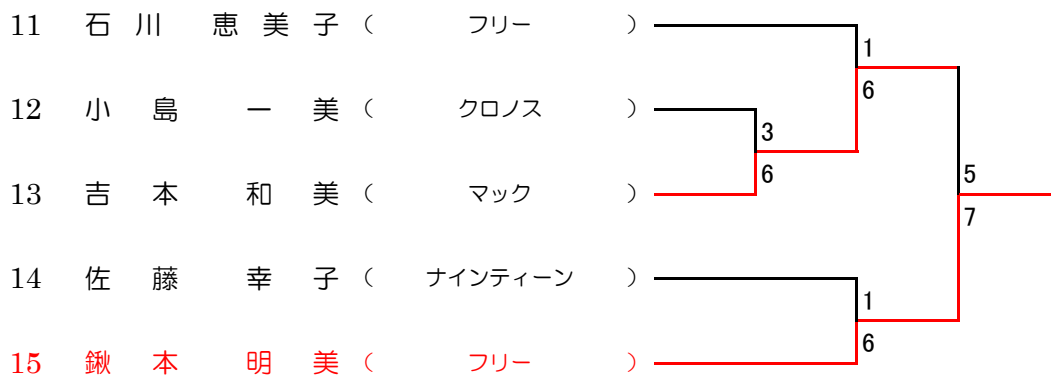 11 石川 恵美子 ( フリー )
1
6
12 小島 一美 ( クロノス )
3
6
13 吉本 和美 ( マック )
5
7
14 佐藤 幸子 ( ナインティーン )
1
6
15 鍬本 明美 ( フリー )